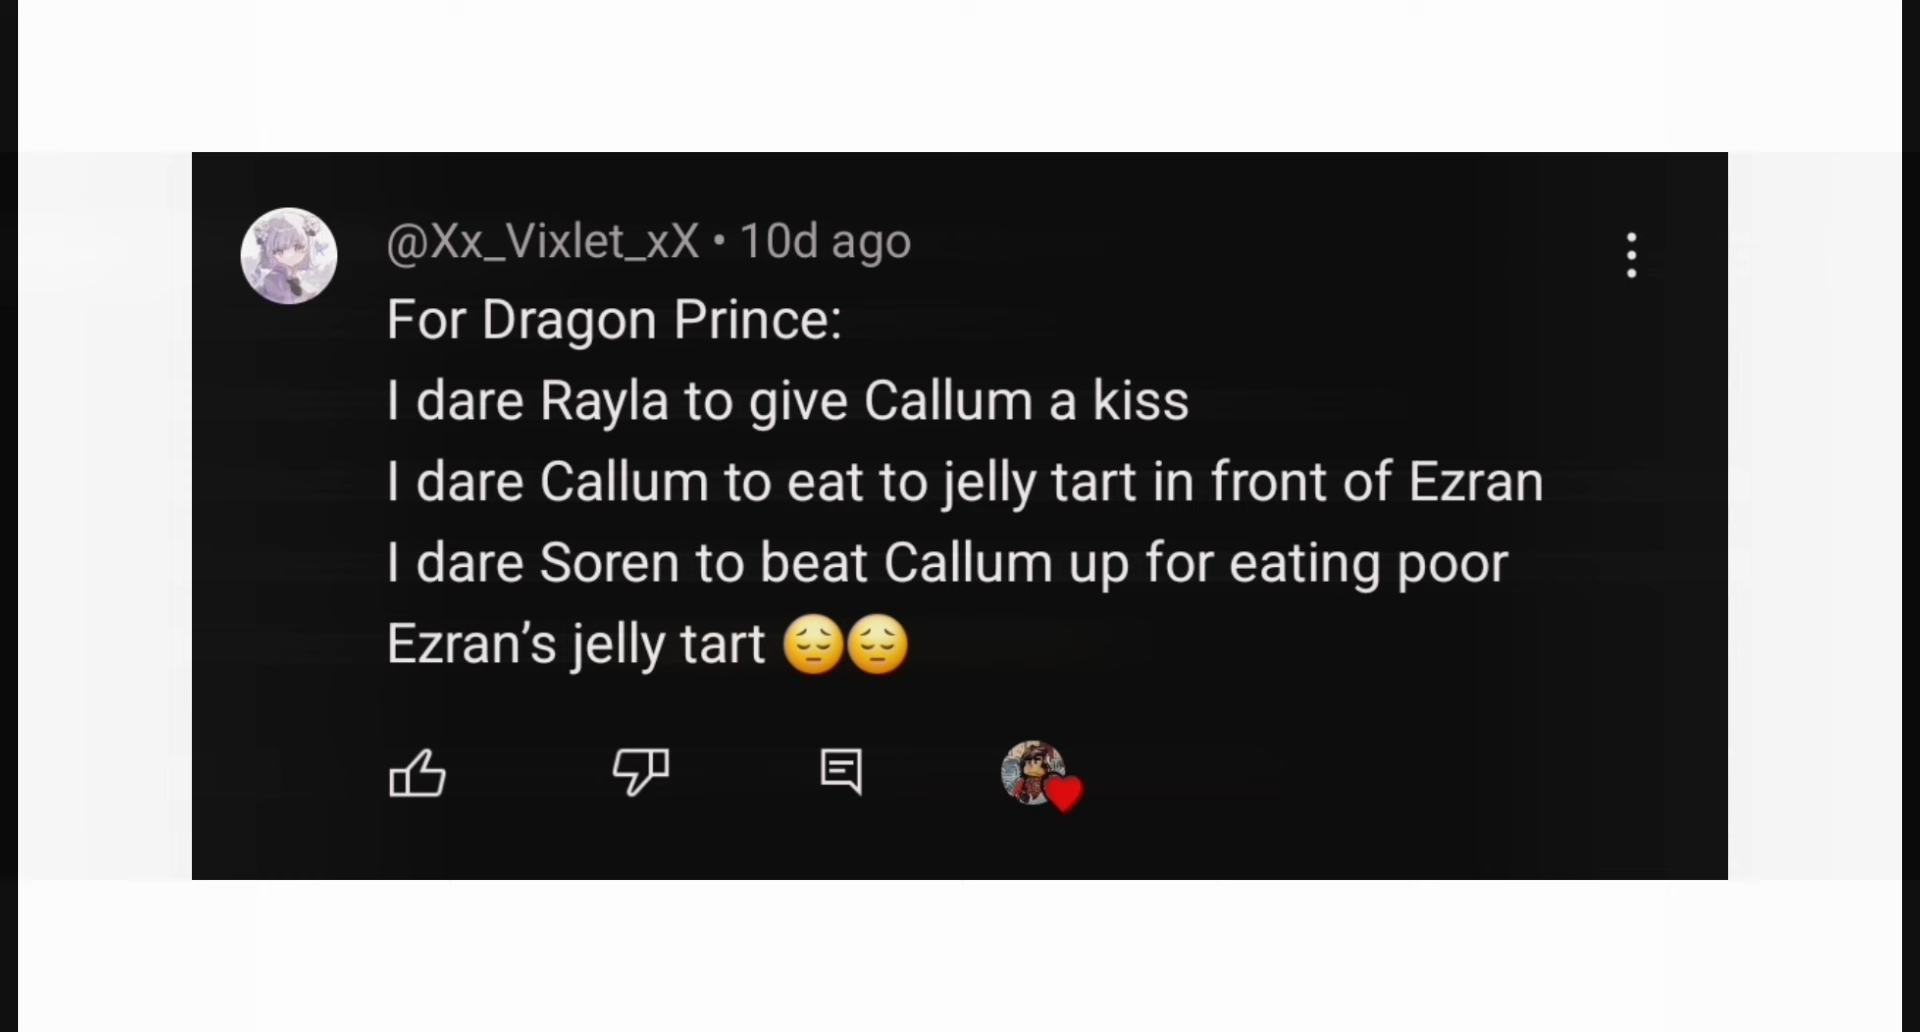 @Xx_Vixlet_xX • 10d ago
For Dragon Prince:
I dare Rayla to give Callum a kiss
I dare Callum to eat to jelly tart in front of Ezran
I dare Soren to beat Callum up for eating poor
Ezran’s jelly tart 😔😔